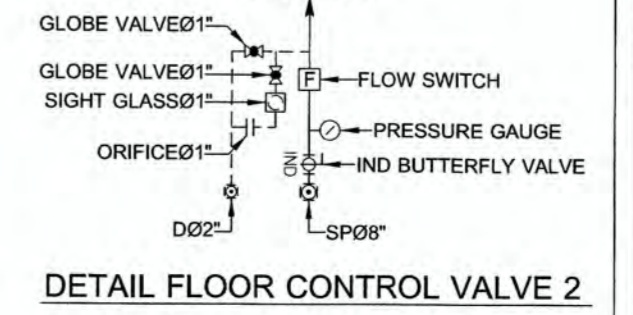 GLOBE VALVEØ1"
GLOBE VALVEØ1"
SIGHT GLASSØ1"
ORIFICEØ1"
F
FLOW SWITCH
PRESSURE GAUGE
IND
IND BUTTERFLY VALVE
DØ2"
SPØ8"
DETAIL FLOOR CONTROL VALVE 2